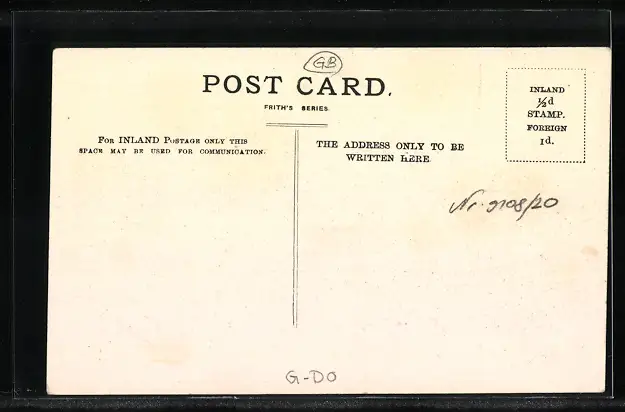 GB
POST CARD.
FRITH'S SERIES.
FOR INLAND POSTAGE ONLY THIS
SPACE MAY BE USED FOR COMMUNICATION.
THE ADDRESS ONLY TO BE
WRITTEN HERE.
INLAND
½d
STAMP.
FOREIGN
1d.
Nr. 9108/20
G-DO